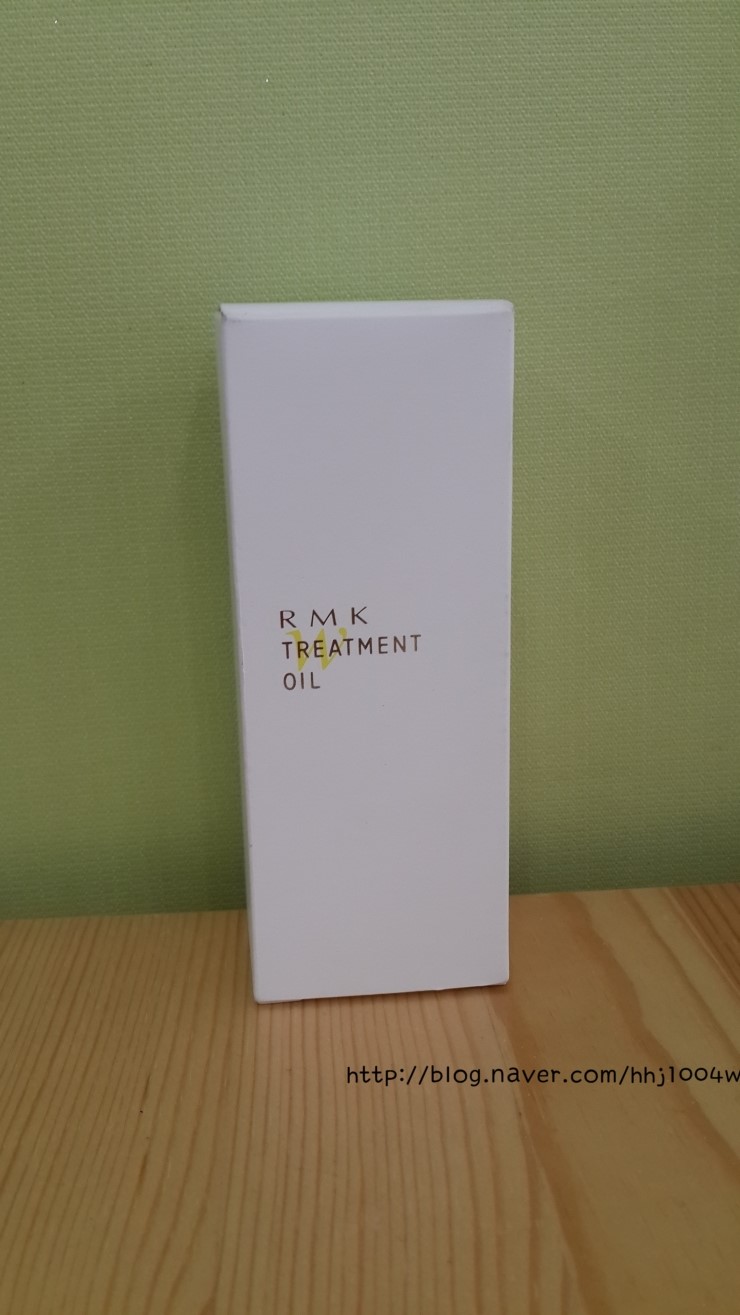 RMK
W
TREATMENT
OIL
http://blog.naver.com/hhj1004w